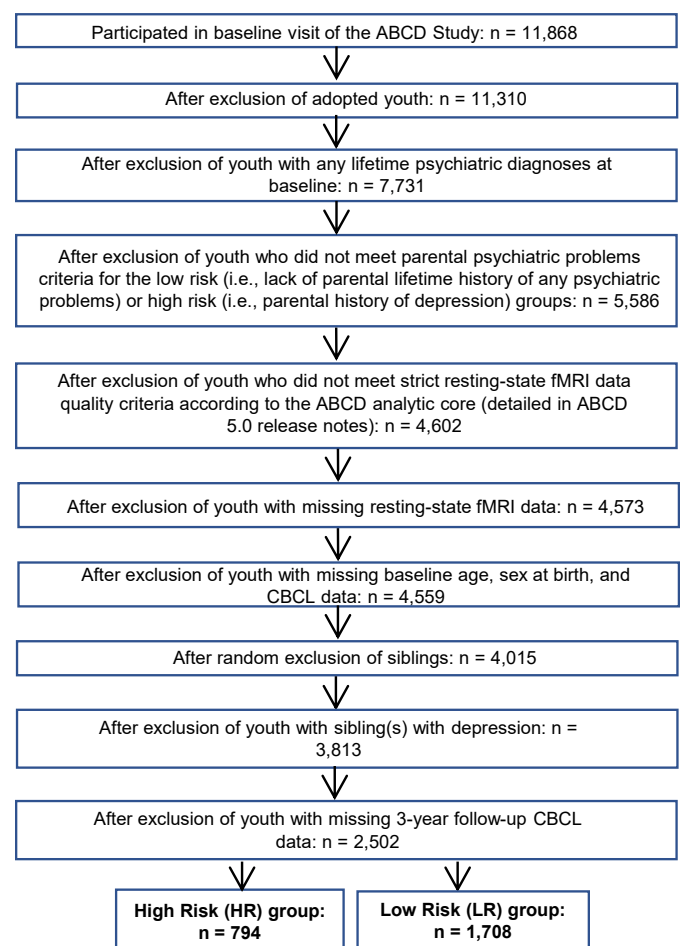 Participated in baseline visit of the ABCD Study: n = 11,868
After exclusion of adopted youth: n = 11,310
After exclusion of youth with any lifetime psychiatric diagnoses at
baseline: n = 7,731
After exclusion of youth who did not meet parental psychiatric problems
criteria for the low risk (i.e., lack of parental lifetime history of any psychiatric
problems) or high risk (i.e., parental history of depression) groups: n = 5,586
After exclusion of youth who did not meet strict resting-state fMRI data
quality criteria according to the ABCD analytic core (detailed in ABCD
5.0 release notes): n = 4,602
After exclusion of youth with missing resting-state fMRI data: n = 4,573
After exclusion of youth with missing baseline age, sex at birth, and
CBCL data: n = 4,559
After random exclusion of siblings: n = 4,015
After exclusion of youth with sibling(s) with depression: n =
3,813
After exclusion of youth with missing 3-year follow-up CBCL
data: n = 2,502
High Risk (HR) group:
n = 794
Low Risk (LR) group:
n = 1,708